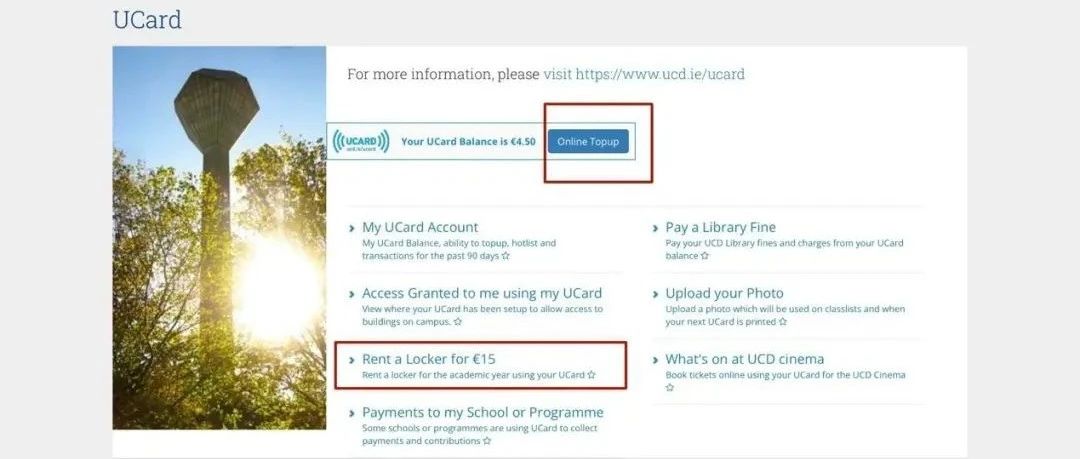 UCard
For more information, please visit https://www.ucd.ie/ucard
UCARD
Your UCard Balance is €4.50
Online Topup
My UCard Account
My UCard Balance, ability to topup, hotlist and
transactions for the past 90 days
Pay a Library Fine
Pay your UCD Library fines and charges from your UCard
balance
Access Granted to me using my UCard
View where your UCard has been setup to allow access to
buildings on campus.
Upload your Photo
Upload a photo which will be used on classlists and when
your next UCard is printed
Rent a Locker for €15
Rent a locker for the academic year using your UCard
What's on at UCD cinema
Book tickets online using your UCard for the UCD Cinema
Payments to my School or Programme
Some schools or programmes are using UCard to collect
payments and contributions